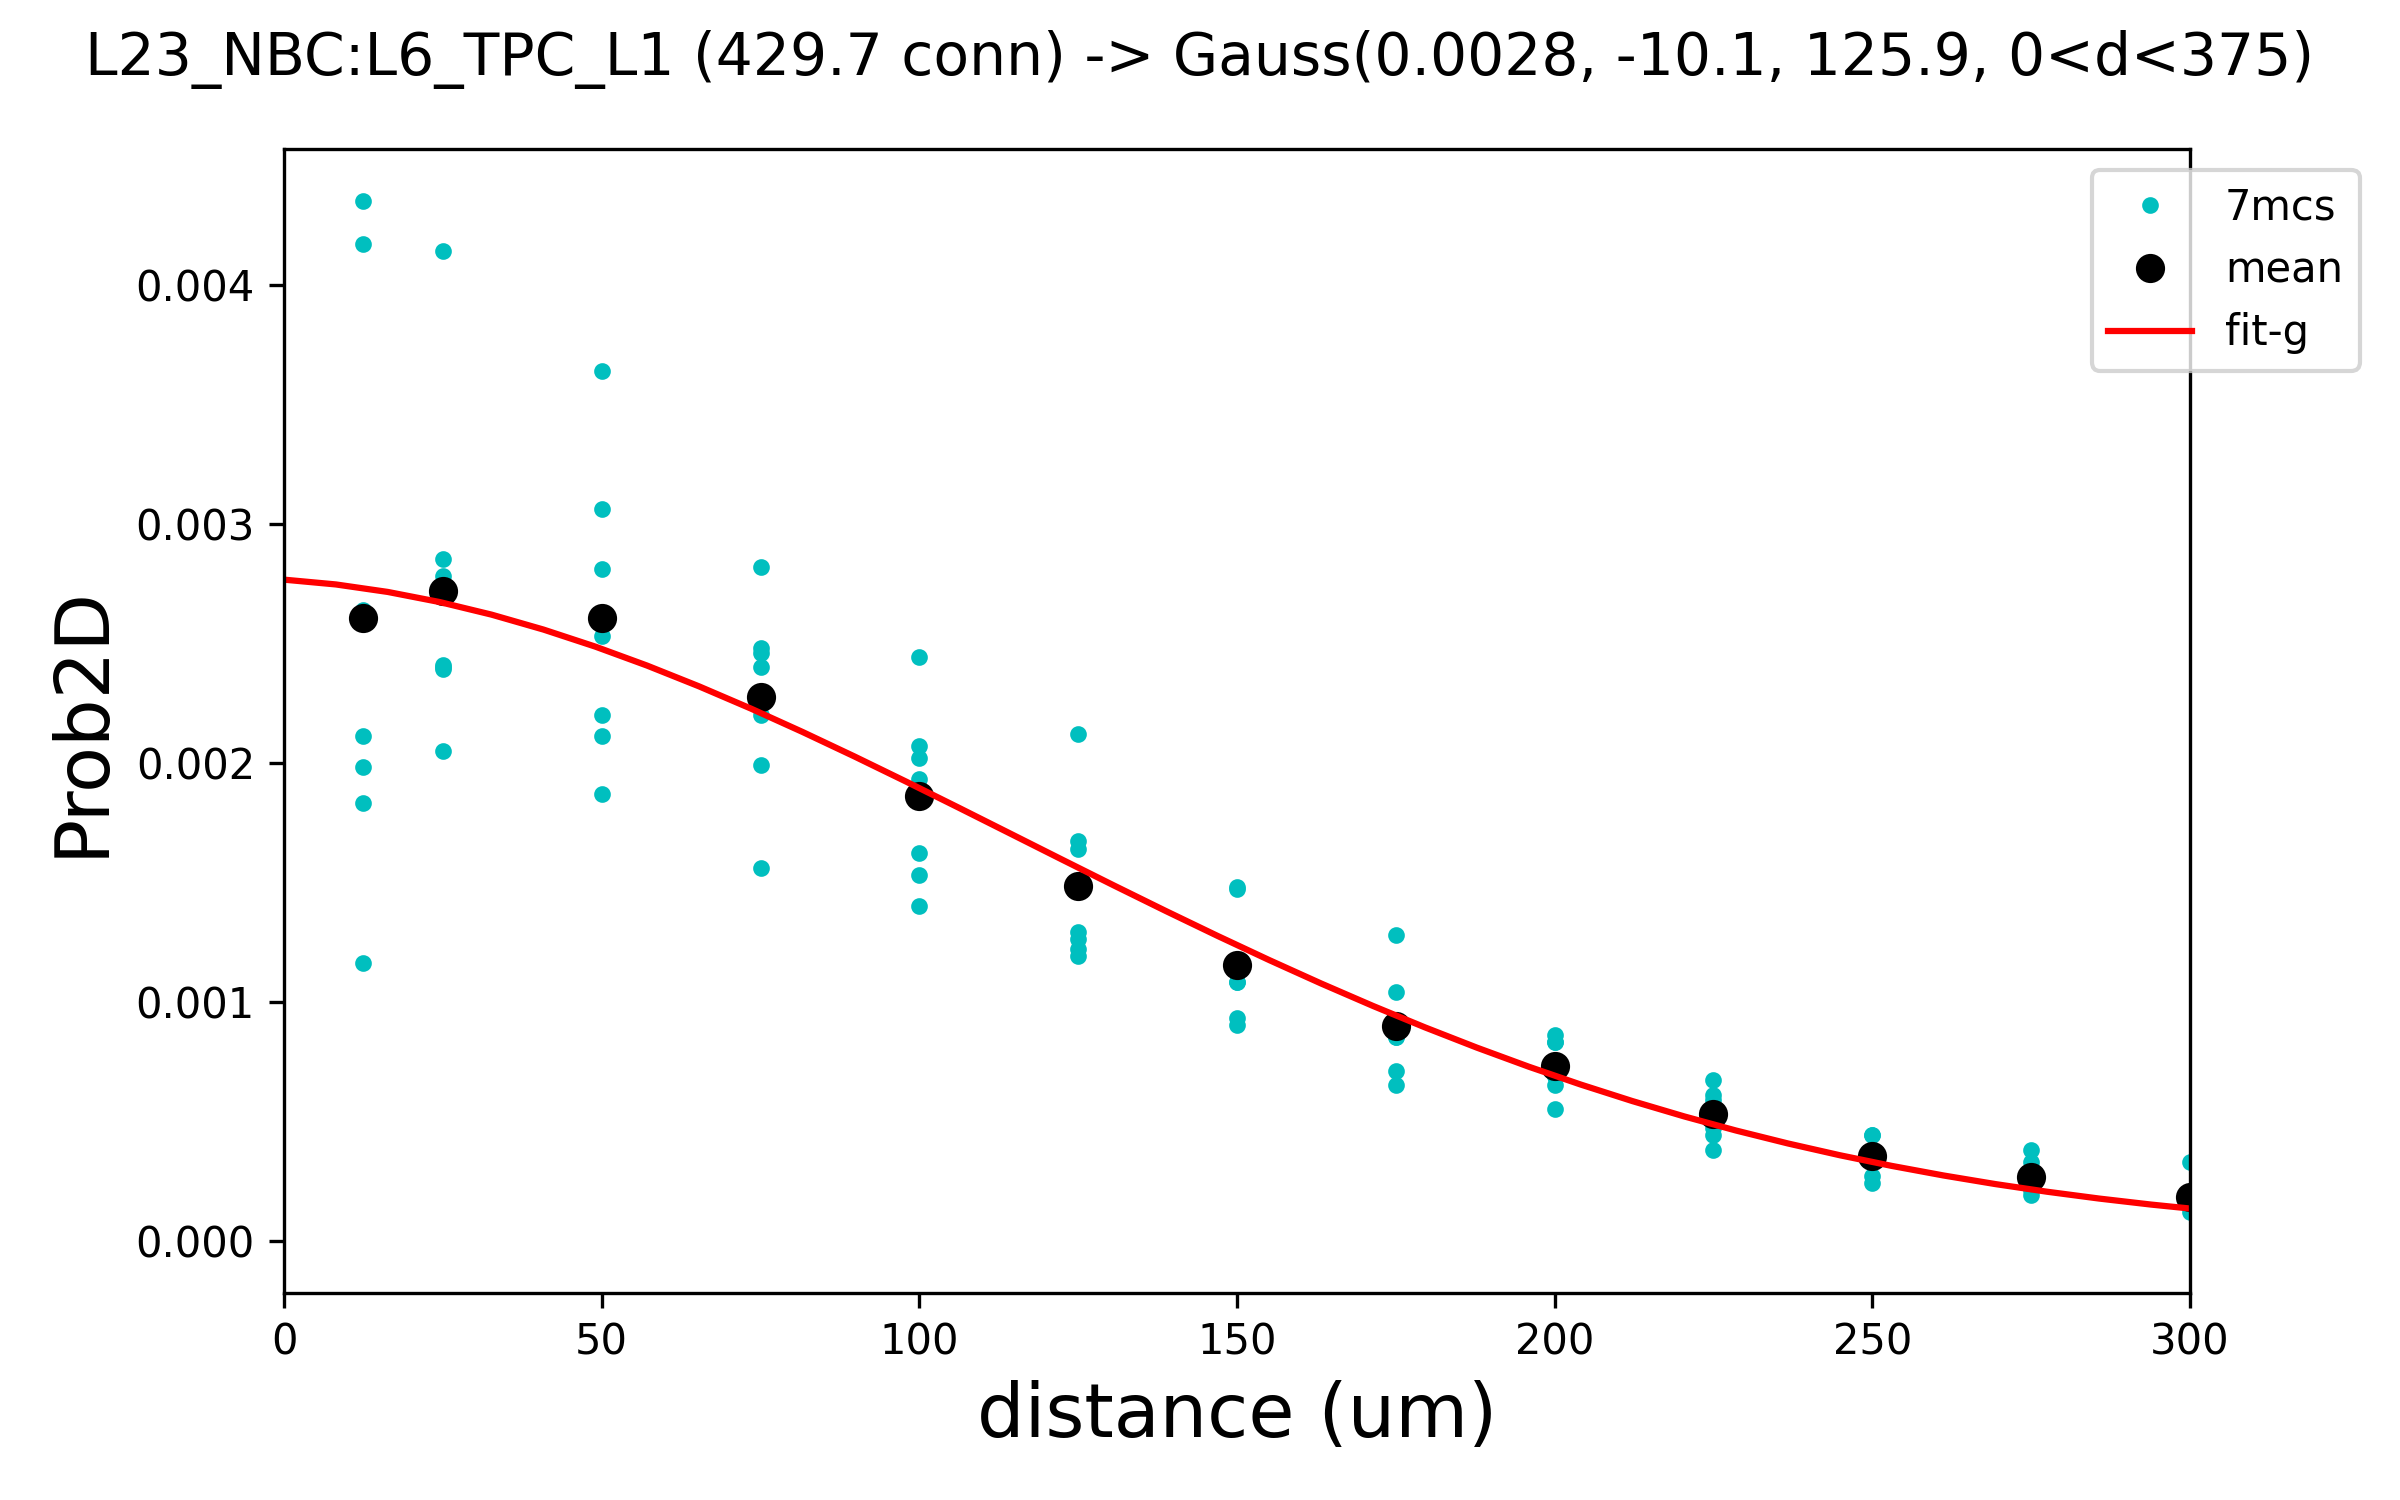 L23_NBC:L6_TPC_L1 (429.7 conn) -> Gauss(0.0028, -10.1, 125.9, 0<d<375)
7mcs
mean
fit-g
0.004
0.003
0.002
0.001
0.000
Prob2D
0 50 100 150 200 250 300
distance (um)